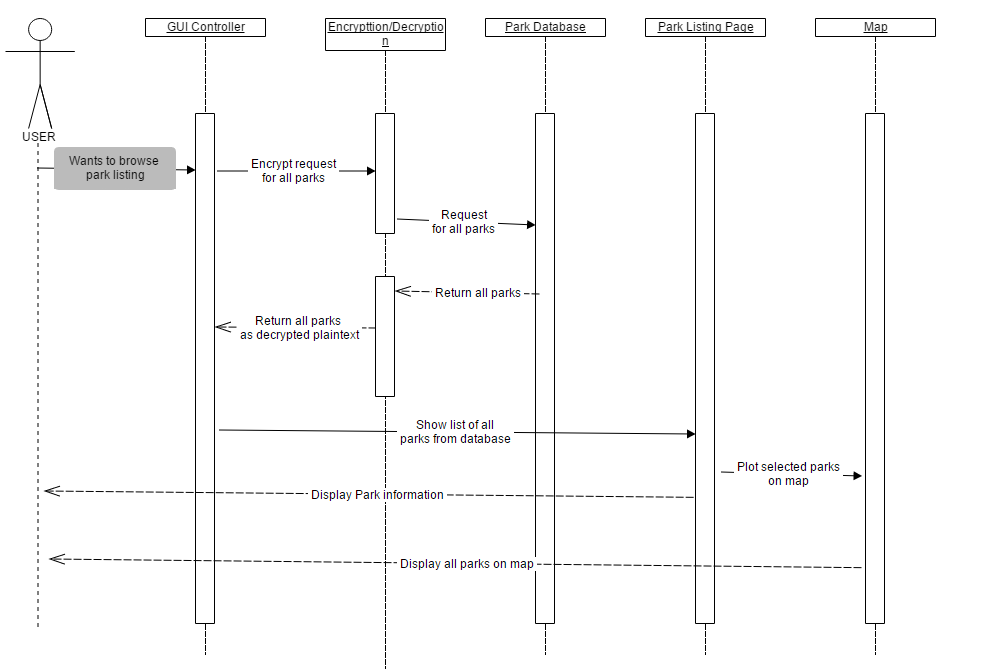 GUI Controller
Encrypttion/Decryptio
n
Park Database
Park Listing Page
Map
USER
Wants to browse
park listing
Encrypt request
for all parks
Request
for all parks
Return all parks
Return all parks
as decrypted plaintext
Show list of all
parks from database
Plot selected parks
on map
Display Park information
Display all parks on map